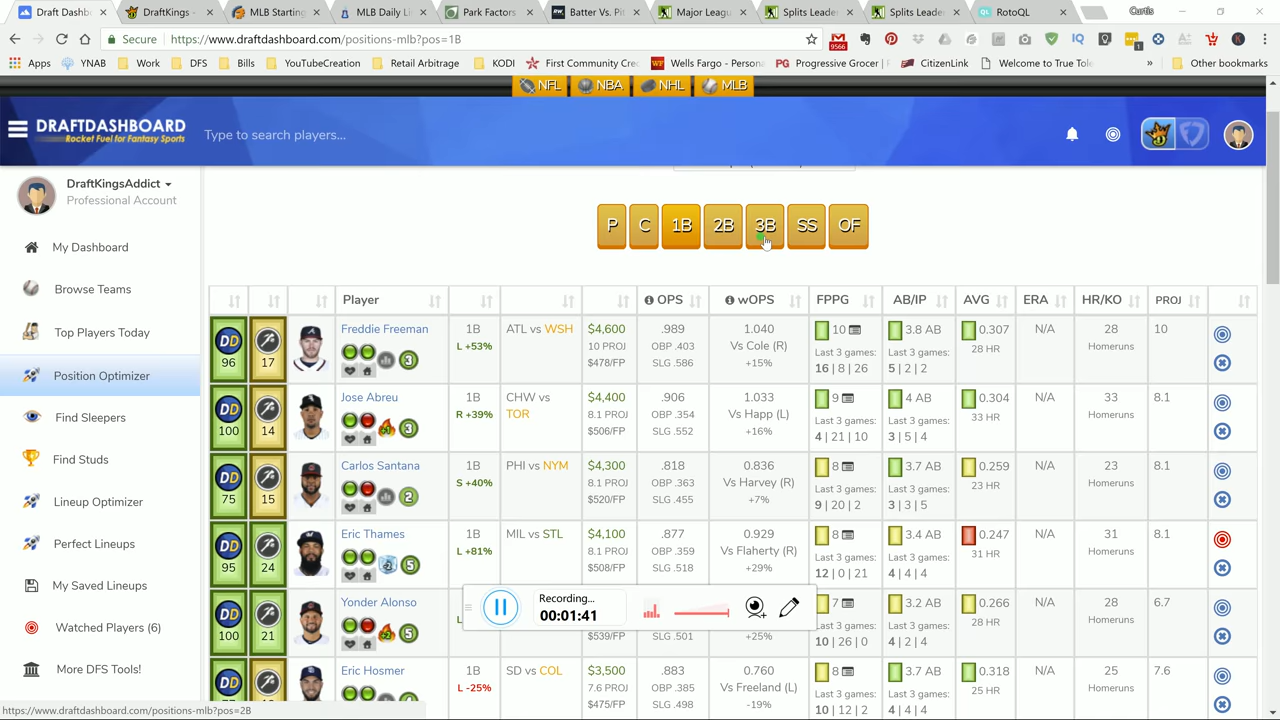 Draft Dashb
DraftKings -
MLB Starting
MLB Daily Li
Park Factors
Batter Vs. Pit
Major Leagu
Splits Leader
Splits Leader
RotoQL
Curtis
Secure
https://www.draftdashboard.com/positions-mlb?pos=1B
9566
Apps
YNAB
Work
DFS
Bills
YouTubeCreation
Retail Arbitrage
KODI
First Community Cre
Wells Fargo - Persona
Progressive Grocer |
CitizenLink
Welcome to True Tole
»
Other bookmarks
NFL
NBA
NHL
MLB
DRAFTDASHBOARD
Rocket Fuel for Fantasy Sports
Type to search players...
DraftKingsAddict
Professional Account
My Dashboard
Browse Teams
Top Players Today
Position Optimizer
Find Sleepers
Find Studs
Lineup Optimizer
Perfect Lineups
My Saved Lineups
Watched Players (6)
More DFS Tools!
P
C
1B
2B
3B
SS
OF
Player
OPS
wOPS
FPPG
AB/IP
AVG
ERA
HR/KO
PROJ
DD
96
17
Freddie Freeman
3
1B
L +53%
ATL vs WSH
$4,600
10 PROJ
$478/FP
.989
OBP .403
SLG .586
1.040
Vs Cole (R)
+15%
10
Last 3 games:
16 | 8 | 26
3.8 AB
Last 3 games:
5 | 2 | 2
0.307
28 HR
N/A
28
Homeruns
10
DD
100
14
Jose Abreu
3
1B
R +39%
CHW vs
TOR
$4,400
8.1 PROJ
$506/FP
.906
OBP .354
SLG .552
1.033
Vs Happ (L)
+16%
9
Last 3 games:
4 | 21 | 10
4 AB
Last 3 games:
3 | 5 | 4
0.304
33 HR
N/A
33
Homeruns
8.1
DD
75
15
Carlos Santana
2
1B
S +40%
PHI vs NYM
$4,300
8.1 PROJ
$520/FP
.818
OBP .363
SLG .455
0.836
Vs Harvey (R)
+7%
8
Last 3 games:
9 | 20 | 2
3.7 AB
Last 3 games:
3 | 3 | 5
0.259
23 HR
N/A
23
Homeruns
8.1
DD
95
24
Eric Thames
5
1B
L +81%
MIL vs STL
$4,100
8.1 PROJ
$508/FP
.877
OBP .359
SLG .518
0.929
Vs Flaherty (R)
+29%
8
Last 3 games:
12 | 0 | 21
3.4 AB
Last 3 games:
4 | 4 | 4
0.247
31 HR
N/A
31
Homeruns
8.1
DD
100
21
Yonder Alonso
5
$539/FP
SLG .501
+25%
7
Last 3 games:
10 | 26 | 0
3.2 AB
Last 3 games:
4 | 2 | 4
0.266
28 HR
N/A
28
Homeruns
6.7
Recording...
00:01:41
DD
Eric Hosmer
1B
L -25%
SD vs COL
$3,500
7.6 PROJ
$475/FP
.883
OBP .385
SLG .498
0.760
Vs Freeland (L)
-19%
8
Last 3 games:
10 | 12 | 2
3.7 AB
Last 3 games:
4 | 4 | 4
0.318
25 HR
N/A
25
Homeruns
7.6
https://www.draftdashboard.com/positions-mlb?pos=2B